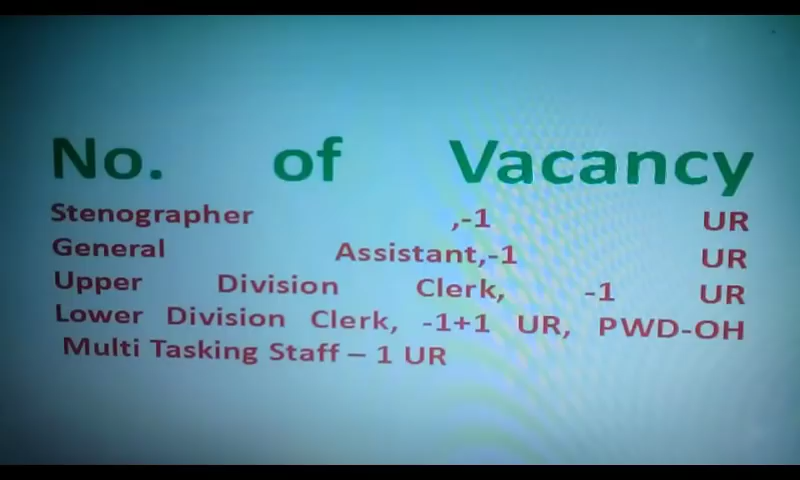 No. of Vacancy
Stenographer ,-1 UR
General Assistant,-1 UR
Upper Division Clerk, -1 UR
Lower Division Clerk, -1+1 UR, PWD-OH
Multi Tasking Staff – 1 UR